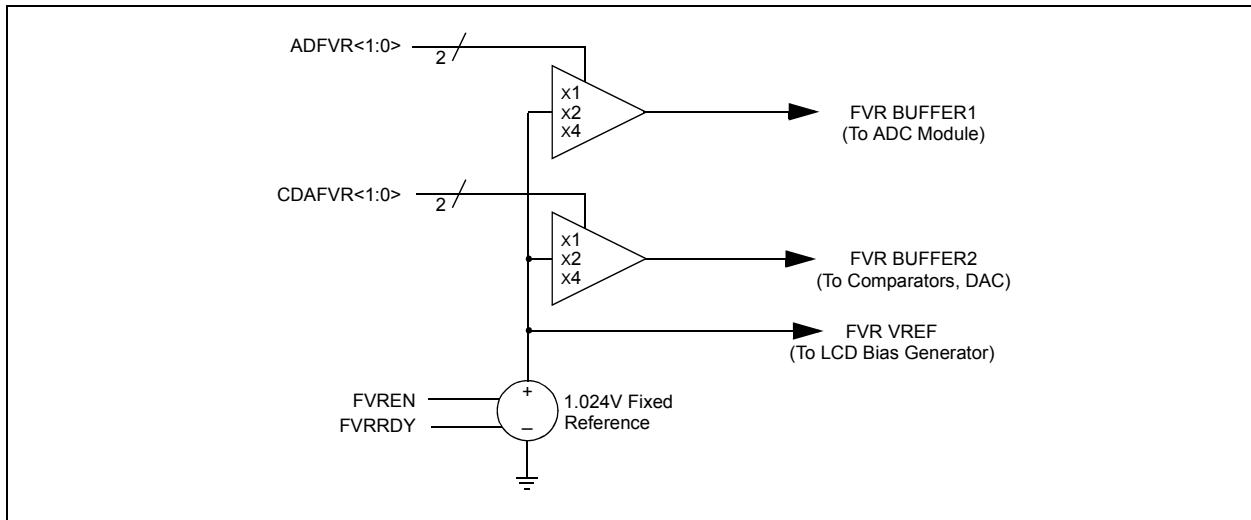 ADFVR<1:0>
2
x1
x2
x4
FVR BUFFER1
(To ADC Module)
CDAFVR<1:0>
2
x1
x2
x4
FVR BUFFER2
(To Comparators, DAC)
FVR VREF
(To LCD Bias Generator)
FVREN
FVRRDY
+
_
1.024V Fixed
Reference